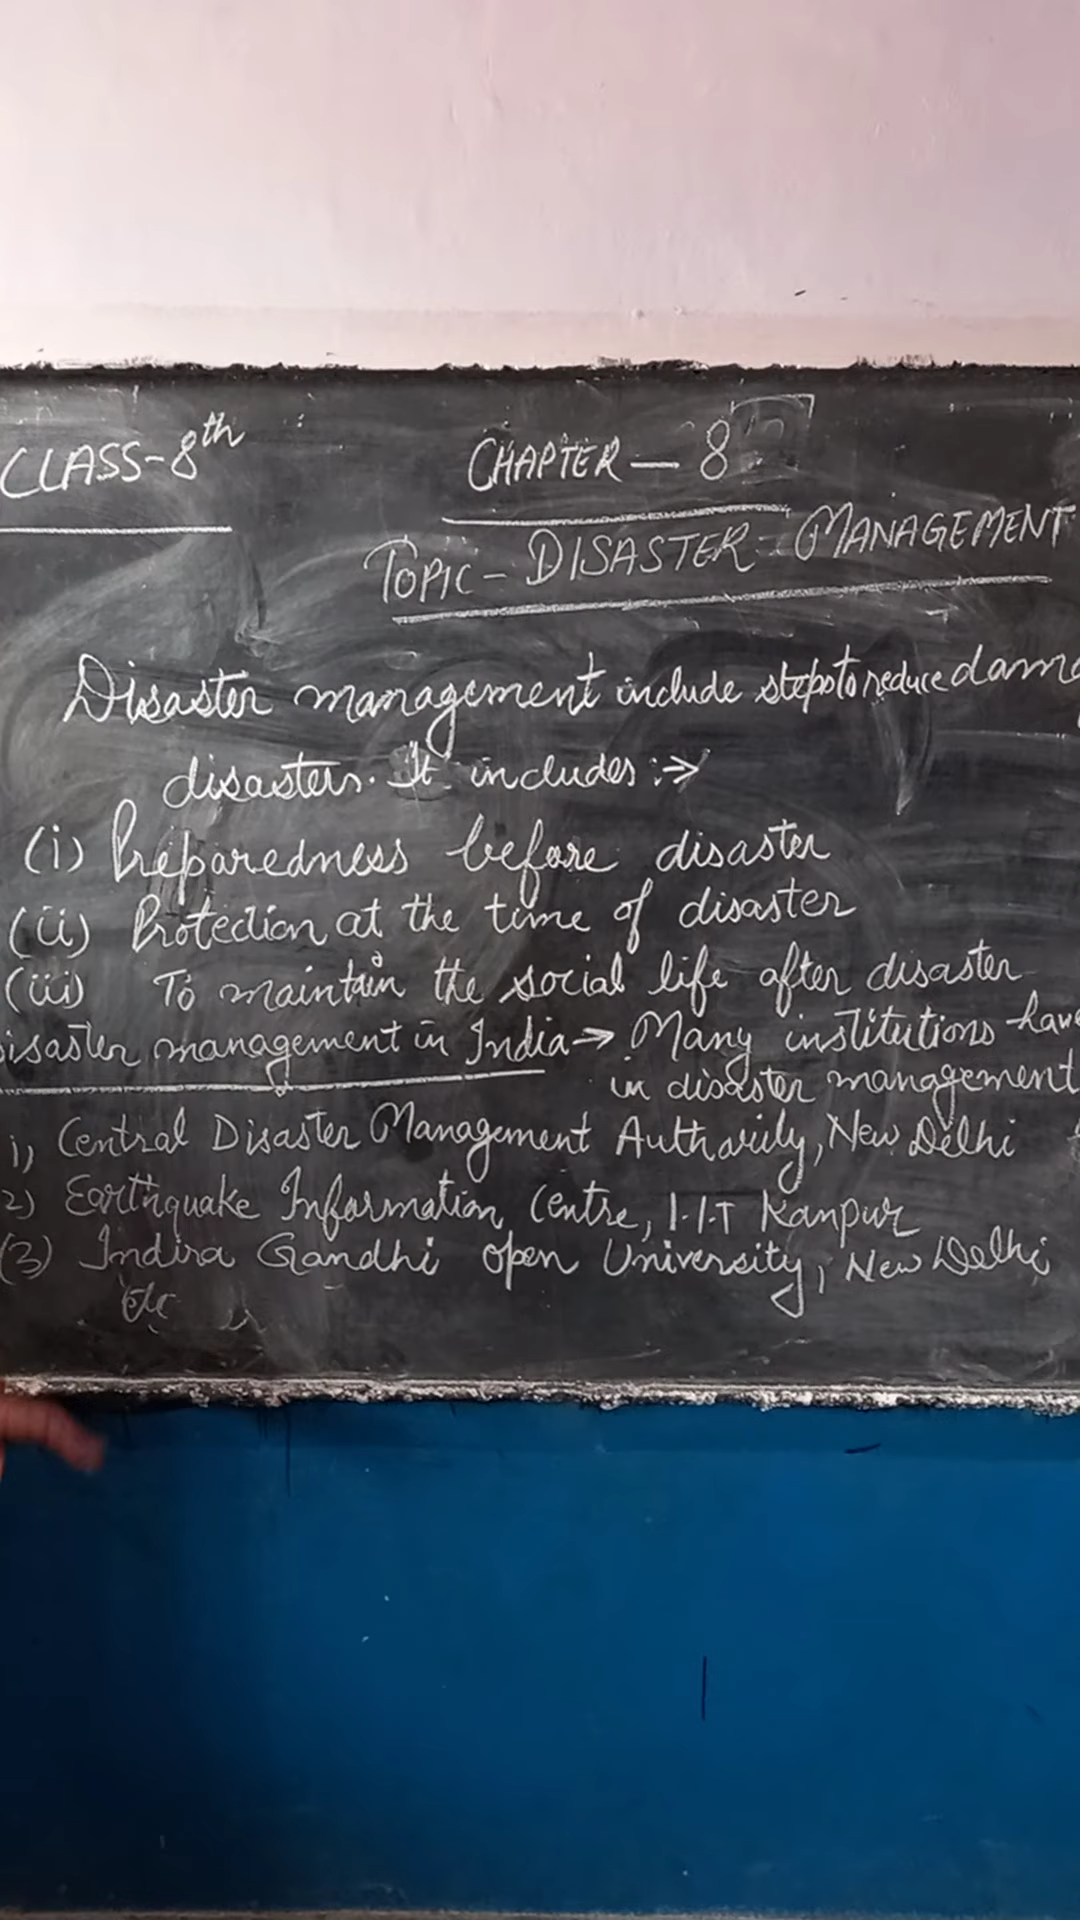 CLASS-8th
CHAPTER - 8
TOPIC - DISASTER - MANAGEMENT
Disaster management include steps to reduce dama
disaster. It includes :->
(i) Preparedness before disaster
(ii) Protection at the time of disaster
(iii) To maintain the social life after disaster
isaster management in India -> Many institutions have
in disaster management
1) Central Disaster Management Authority, New Delhi
2) Earthquake Information Centre, I.I.T Kanpur
(3) Indira Gandhi Open University, New Delhi
Etc